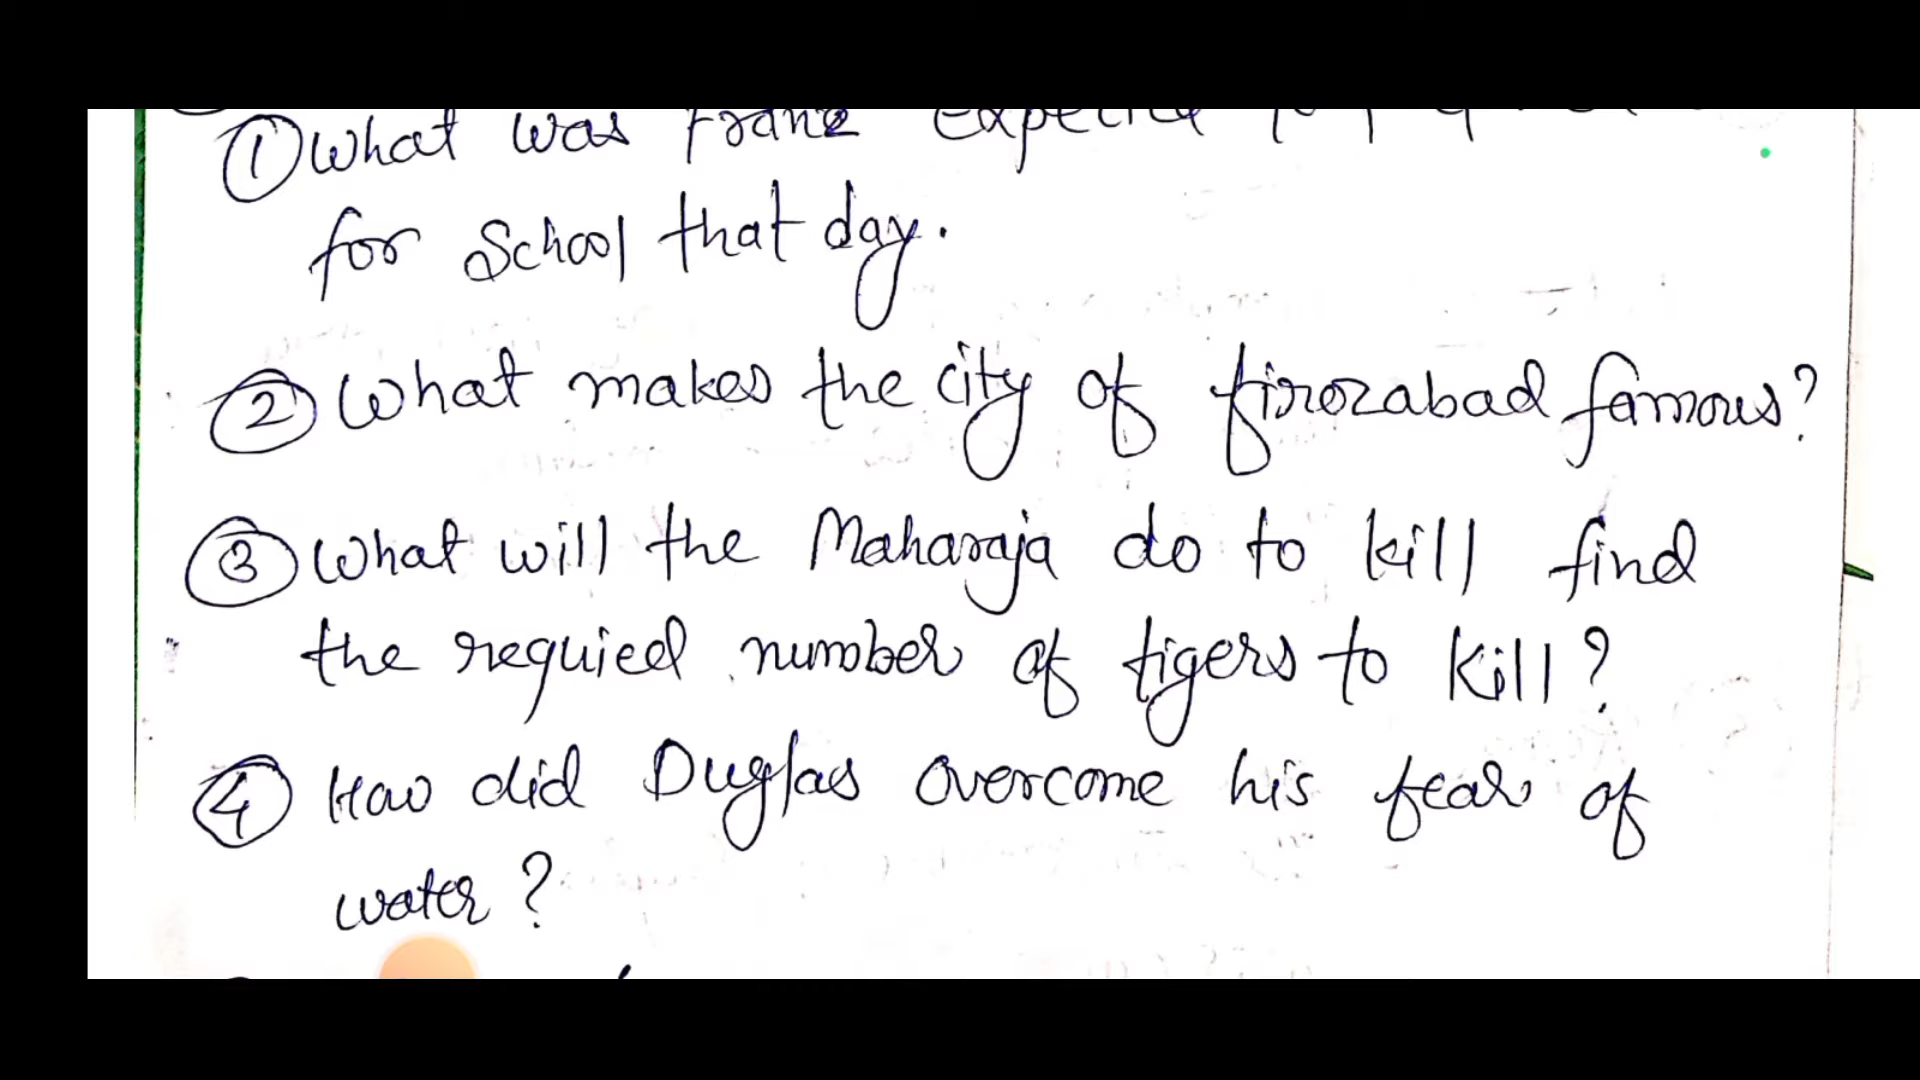 ① What was Franz expected
for School that day.
② What makes the city of firozabad famous?
③ What will the Maharaja do to kill find
the requied number of tigers to kill?
④ How did Duglas overcome his fear of
water?